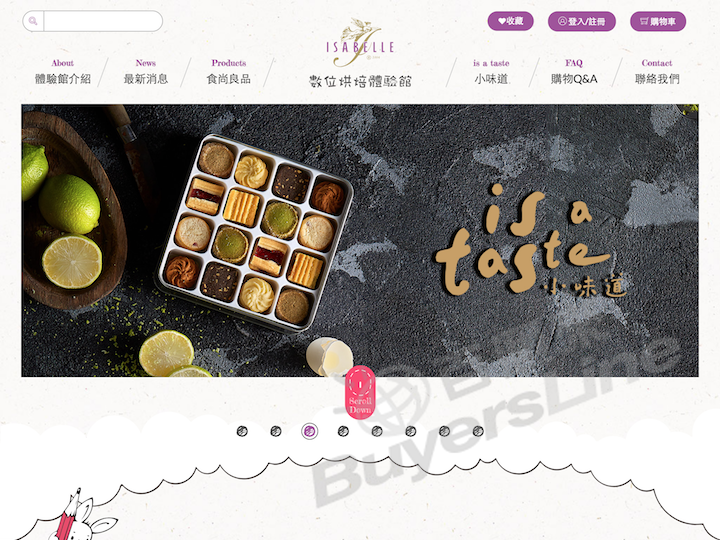 收藏
登入/註冊
購物車
ISABELLE
數位烘焙體驗館
About
體驗館介紹
News
最新消息
Products
食尚良品
is a taste
小味道
FAQ
購物Q&A
Contact
聯絡我們
is a
taste
小味道
Scroll
Down
BuyersLine